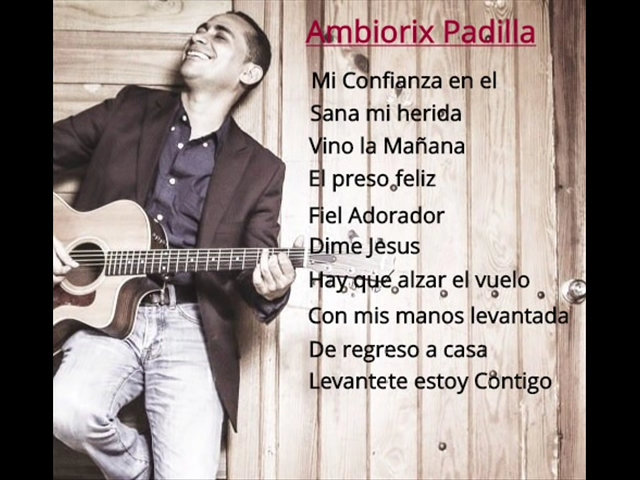 Ambiorix Padilla
Mi Confianza en el
Sana mi herida
Vino la Mañana
El preso feliz
Fiel Adorador
Dime Jesus
Hay que alzar el vuelo
Con mis manos levantada
De regreso a casa
Levantete estoy Contigo